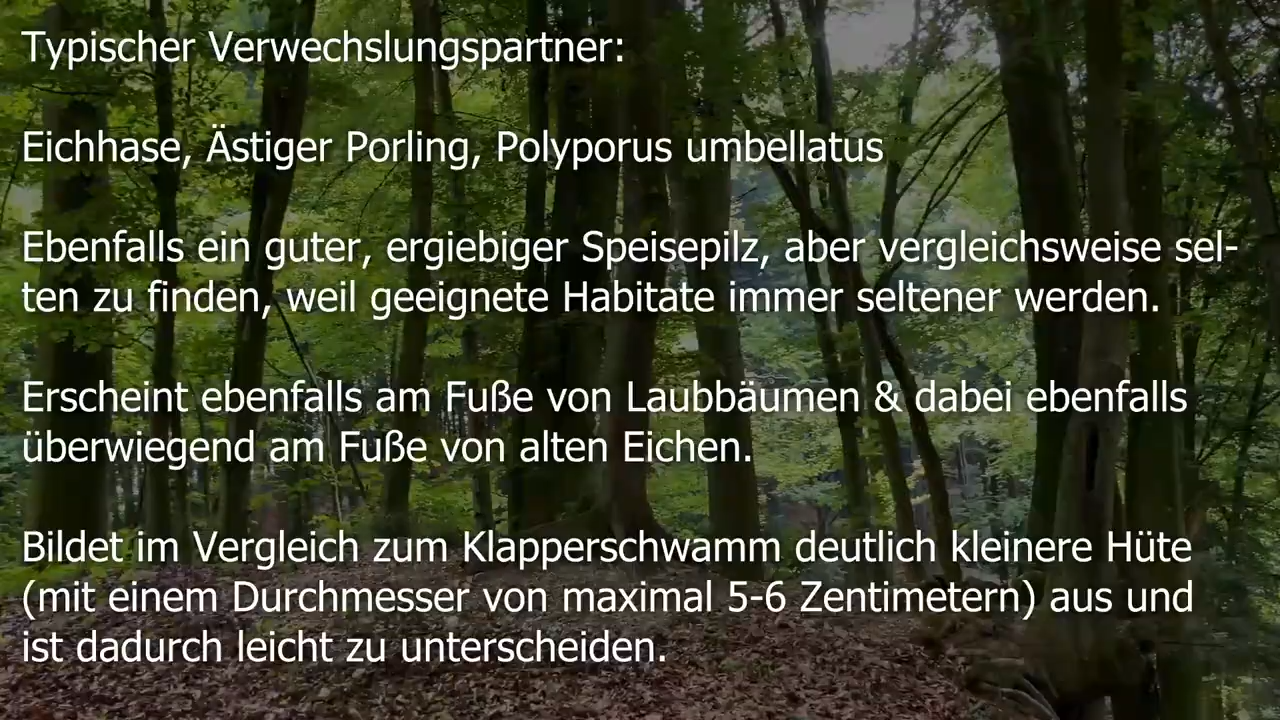 Typischer Verwechslungspartner:
Eichhase, Ästiger Porling, Polyporus umbellatus
Ebenfalls ein guter, ergiebiger Speisepilz, aber vergleichsweise sel-
ten zu finden, weil geeignete Habitate immer seltener werden.
Erscheint ebenfalls am Fuße von Laubbäumen & dabei ebenfalls
überwiegend am Fuße von alten Eichen.
Bildet im Vergleich zum Klapperschwamm deutlich kleinere Hüte
(mit einem Durchmesser von maximal 5-6 Zentimetern) aus und
ist dadurch leicht zu unterscheiden.